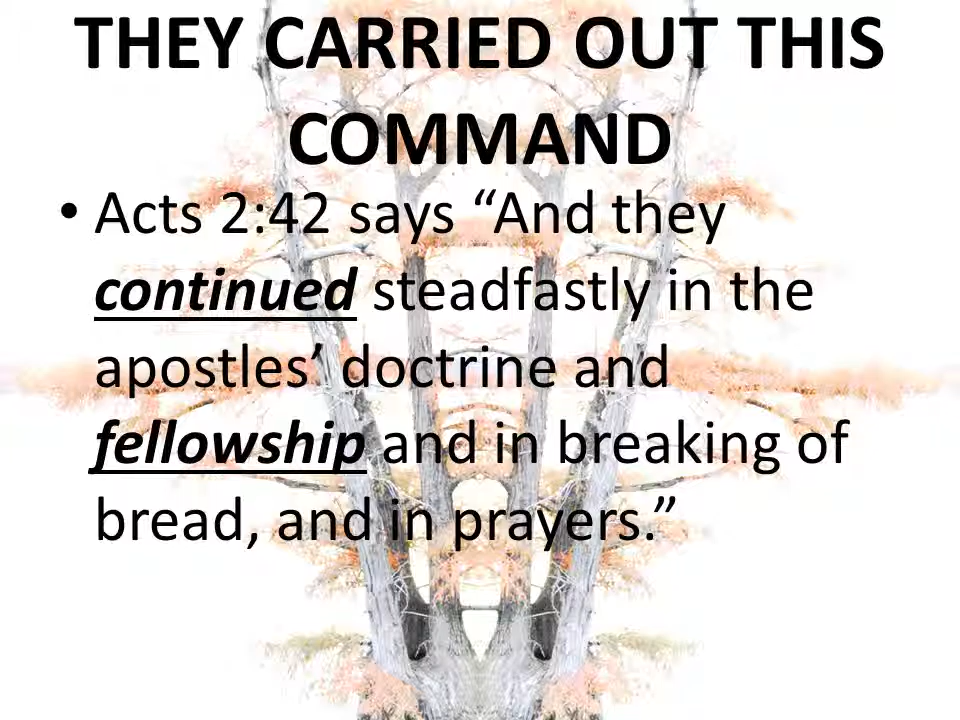 THEY CARRIED OUT THIS
COMMAND
• Acts 2:42 says “And they
continued steadfastly in the
apostles’ doctrine and
fellowship and in breaking of
bread, and in prayers.”